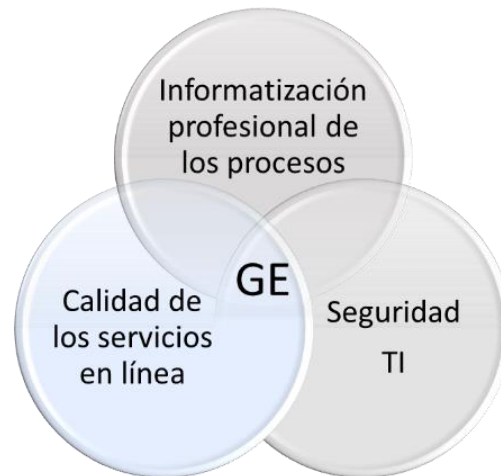 Informatización
profesional de
los procesos
GE
Calidad de
los servicios
en línea
Seguridad
TI